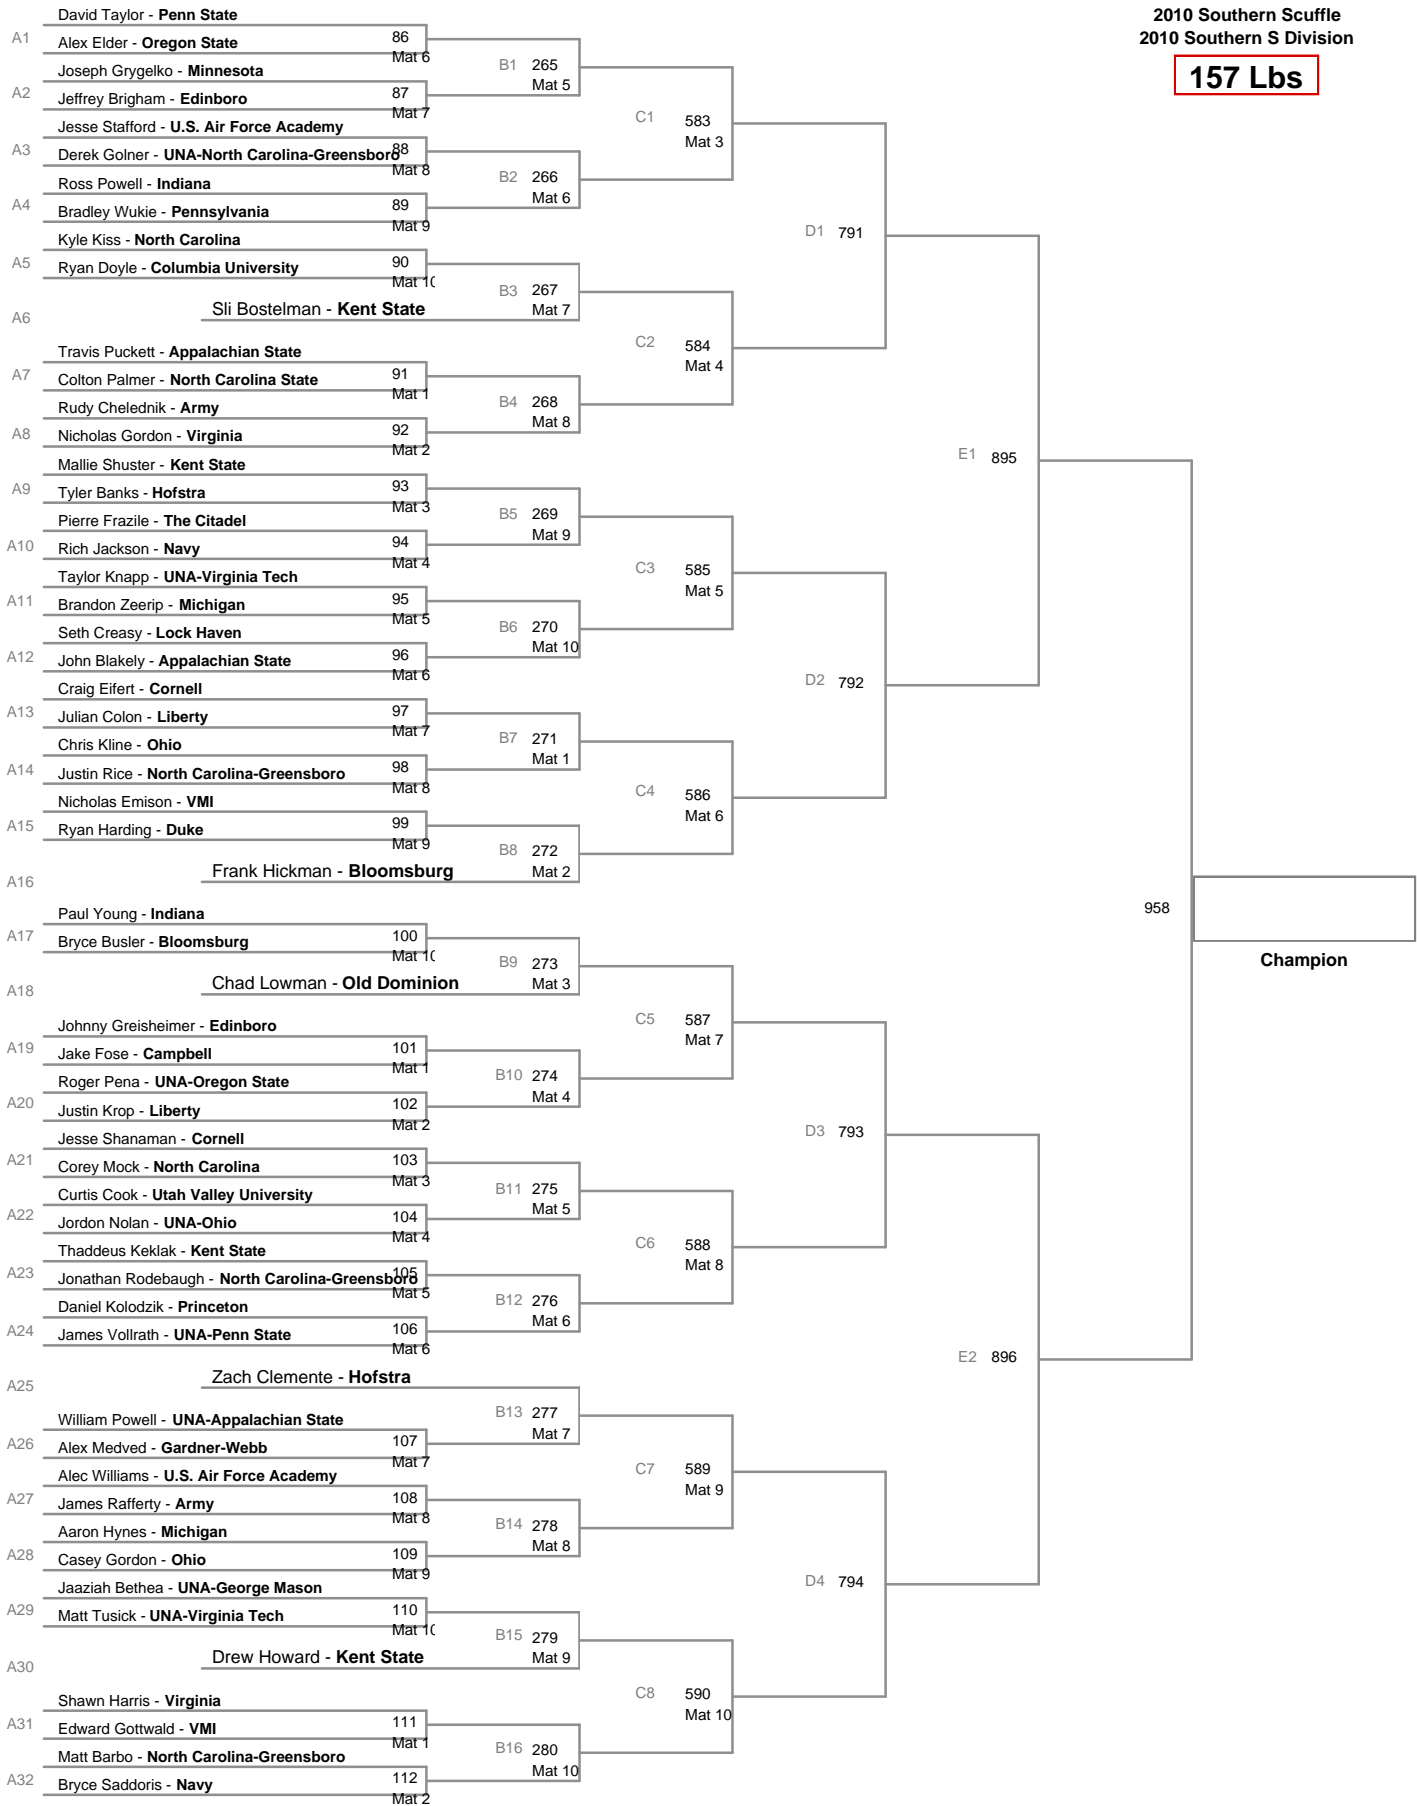 2010 Southern Scuffle
2010 Southern S Division
157 Lbs
David Taylor - Penn State
A1
Alex Elder - Oregon State
86
Mat 6
Joseph Grygelko - Minnesota
B1 265
Mat 5
A2
Jeffrey Brigham - Edinboro
87
Mat 7
C1 583
Mat 3
Jesse Stafford - U.S. Air Force Academy
A3
Derek Golner - UNA-North Carolina-Greensboro
88
Mat 8
Ross Powell - Indiana
B2 266
Mat 6
A4
Bradley Wukie - Pennsylvania
89
Mat 9
D1 791
Kyle Kiss - North Carolina
A5
Ryan Doyle - Columbia University
90
Mat 10
B3 267
Mat 7
A6
Sli Bostelman - Kent State
C2 584
Mat 4
Travis Puckett - Appalachian State
A7
Colton Palmer - North Carolina State
91
Mat 1
Rudy Chelednik - Army
B4 268
Mat 8
A8
Nicholas Gordon - Virginia
92
Mat 2
E1 895
Mallie Shuster - Kent State
A9
Tyler Banks - Hofstra
93
Mat 3
Pierre Frazile - The Citadel
B5 269
Mat 9
A10
Rich Jackson - Navy
94
Mat 4
C3 585
Mat 5
Taylor Knapp - UNA-Virginia Tech
A11
Brandon Zeerip - Michigan
95
Mat 5
Seth Creasy - Lock Haven
B6 270
Mat 10
A12
John Blakely - Appalachian State
96
Mat 6
D2 792
Craig Eifert - Cornell
A13
Julian Colon - Liberty
97
Mat 7
Chris Kline - Ohio
B7 271
Mat 1
A14
Justin Rice - North Carolina-Greensboro
98
Mat 8
C4 586
Mat 6
Nicholas Emison - VMI
A15
Ryan Harding - Duke
99
Mat 9
B8 272
Mat 2
A16
Frank Hickman - Bloomsburg
958
Champion
Paul Young - Indiana
A17
Bryce Busler - Bloomsburg
100
Mat 10
B9 273
Mat 3
A18
Chad Lowman - Old Dominion
C5 587
Mat 7
Johnny Greisheimer - Edinboro
A19
Jake Fose - Campbell
101
Mat 1
Roger Pena - UNA-Oregon State
B10 274
Mat 4
A20
Justin Krop - Liberty
102
Mat 2
D3 793
Jesse Shanaman - Cornell
A21
Corey Mock - North Carolina
103
Mat 3
Curtis Cook - Utah Valley University
B11 275
Mat 5
A22
Jordon Nolan - UNA-Ohio
104
Mat 4
C6 588
Mat 8
Thaddeus Keklak - Kent State
A23
Jonathan Rodebaugh - North Carolina-Greensboro
105
Mat 5
Daniel Kolodzik - Princeton
B12 276
Mat 6
A24
James Vollrath - UNA-Penn State
106
Mat 6
E2 896
A25
Zach Clemente - Hofstra
B13 277
Mat 7
William Powell - UNA-Appalachian State
A26
Alex Medved - Gardner-Webb
107
Mat 7
C7 589
Mat 9
Alec Williams - U.S. Air Force Academy
A27
James Rafferty - Army
108
Mat 8
Aaron Hynes - Michigan
B14 278
Mat 8
A28
Casey Gordon - Ohio
109
Mat 9
D4 794
Jaaziah Bethea - UNA-George Mason
A29
Matt Tusick - UNA-Virginia Tech
110
Mat 10
B15 279
Mat 9
A30
Drew Howard - Kent State
C8 590
Mat 10
Shawn Harris - Virginia
A31
Edward Gottwald - VMI
111
Mat 1
Matt Barbo - North Carolina-Greensboro
B16 280
Mat 10
A32
Bryce Saddoris - Navy
112
Mat 2